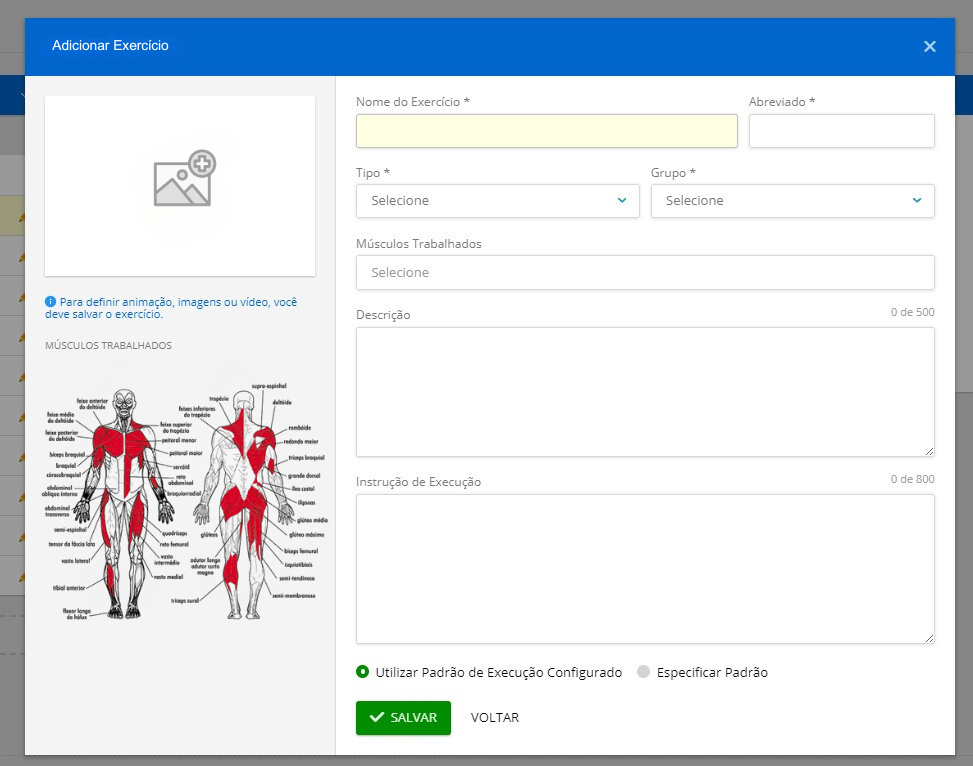 Adicionar Exercício
Nome do Exercício *
Abreviado *
Tipo *
Grupo *
Selecione
Selecione
Músculos Trabalhados
Selecione
Descrição
0 de 500
Instrução de Execução
0 de 800
Utilizar Padrão de Execução Configurado
Especificar Padrão
SALVAR
VOLTAR
Para definir animação, imagens ou vídeo, você
deve salvar o exercício.
MÚSCULOS TRABALHADOS
feixe anterior
do deltóide
feixe médio
do deltóide
feixe posterior
do deltóide
bíceps braquial
braquial
córacobraquial
abdominal
oblíquo interno
abdominal
transverso
semi-espinhal
tensor da fáscia lata
vasto lateral
tibial anterior
flexor longo
do hálux
feixe superior
do trapézio
peitoral menor
peitoral maior
serrátil
reto
abdominal
braquiorradial
quadríceps
reto femoral
vasto
intermédio
vasto medial
trapézio
feixes inferiores
do trapézio
glúteos
adutor longo
adutor curto
magno
tríceps sural
supra-espinhal
deltóide
rombóide
redondo maior
tríceps braquial
grande dorsal
íleo costal
ilíopsoas
glúteo médio
glúteo máximo
bíceps femoral
isquiotibiais
semi-tendinoso
semi-membranoso